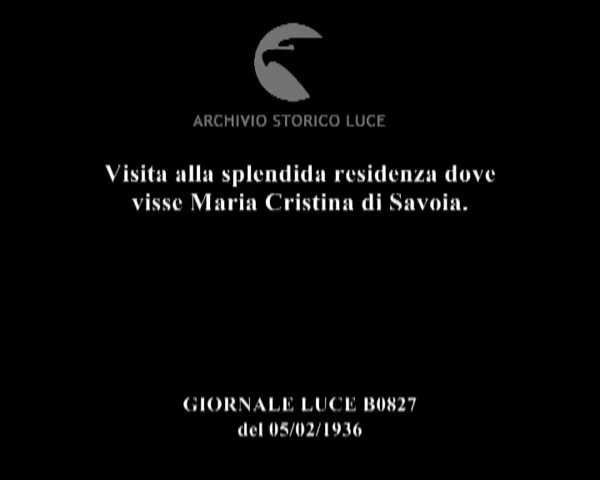 ARCHIVIO STORICO LUCE
Visita alla splendida residenza dove
visse Maria Cristina di Savoia.
GIORNALE LUCE B0827
del 05/02/1936